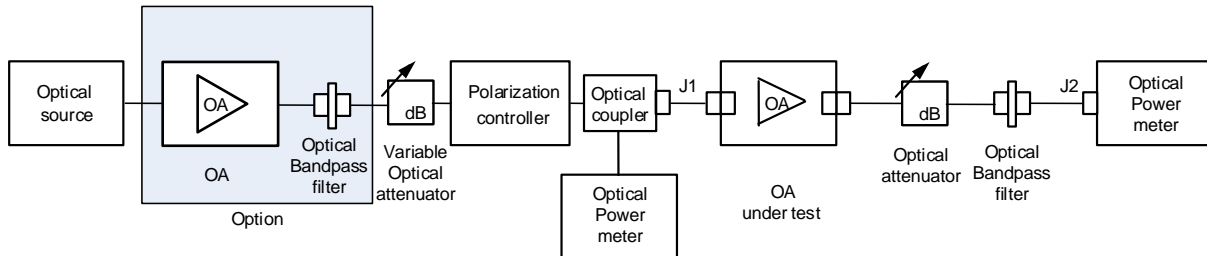 Optical
source
OA
OA
Optical
Bandpass
filter
Option
dB
Variable
Optical
attenuator
Polarization
controller
Optical
coupler
Optical
Power
meter
J1
OA
OA
under test
dB
Optical
attenuator
Optical
Bandpass
filter
J2
Optical
Power
meter